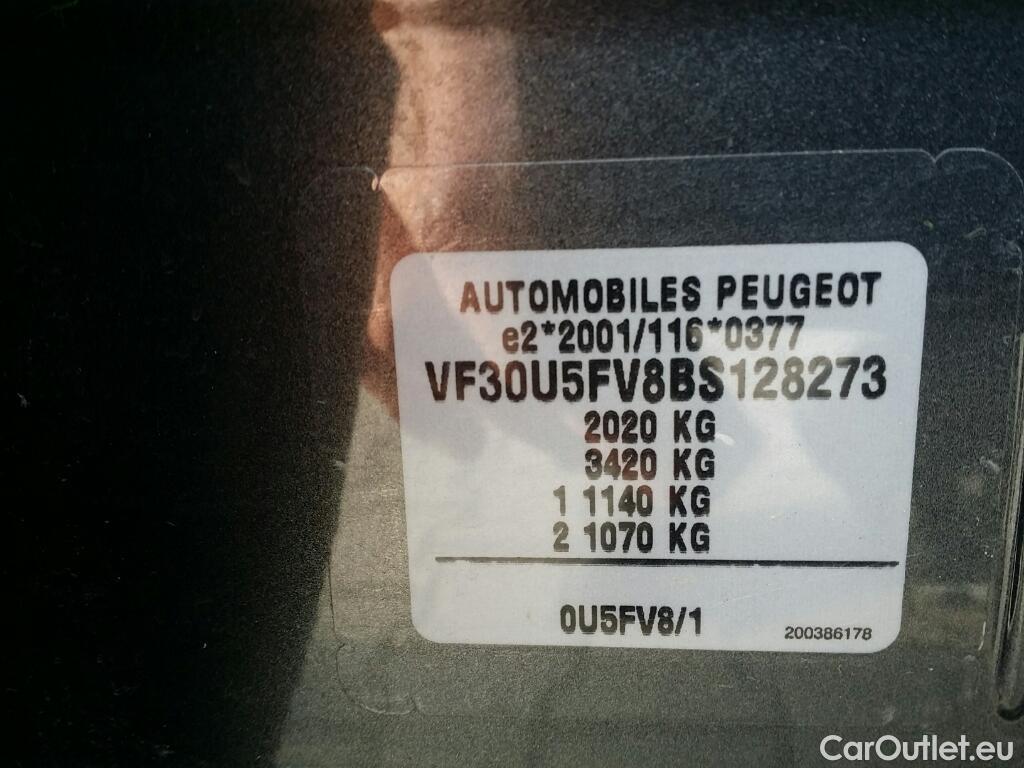 AUTOMOBILES PEUGEOT
e2*2001/116*0377
VF30U5FV8BS128273
2020 KG
3420 KG
1 1140 KG
2 1070 KG
0U5FV8/1
200386178
CarOutlet.eu